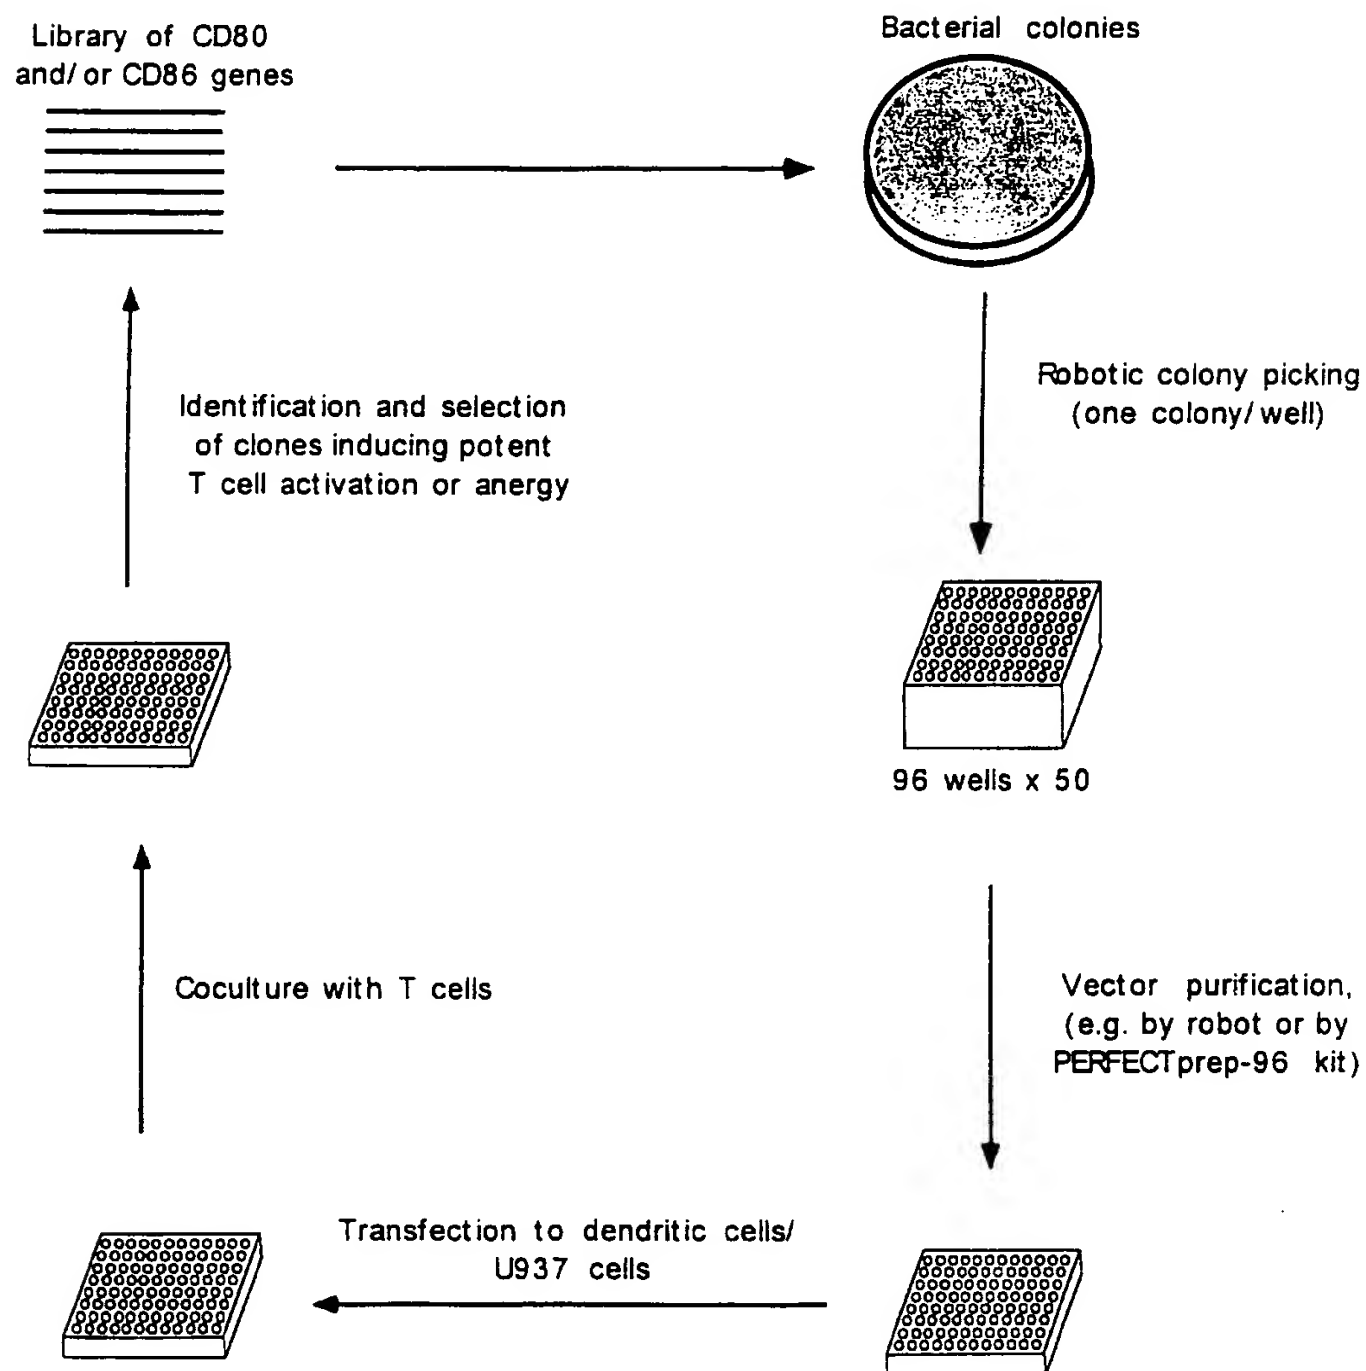 Library of CD80
and/or CD86 genes
Bacterial colonies
Robotic colony picking
(one colony/well)
96 wells x 50
Vector purification,
(e.g. by robot or by
PERFECTprep-96 kit)
Transfection to dendritic cells/
U937 cells
Coculture with T cells
Identification and selection
of clones inducing potent
T cell activation or anergy